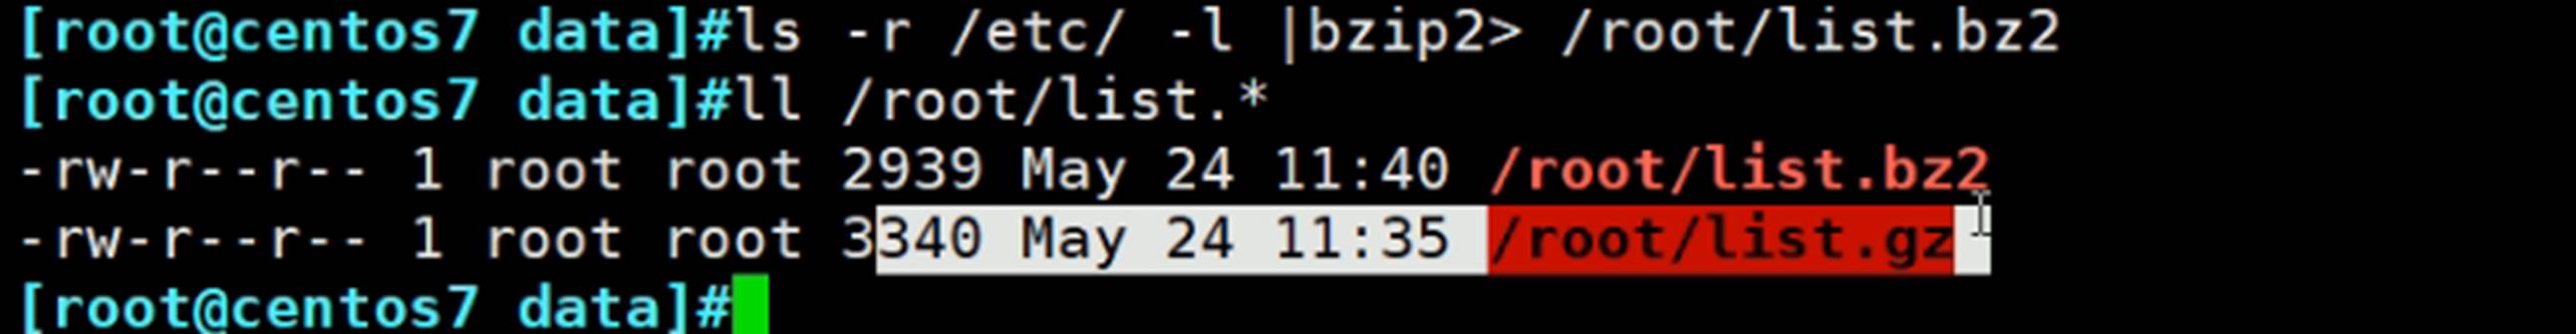 [root@centos7 data]#ls -r /etc/ -l |bzip2> /root/list.bz2
[root@centos7 data]#ll /root/list.*
-rw-r--r-- 1 root root 2939 May 24 11:40 /root/list.bz2
-rw-r--r-- 1 root root 3340 May 24 11:35 /root/list.gz
[root@centos7 data]#